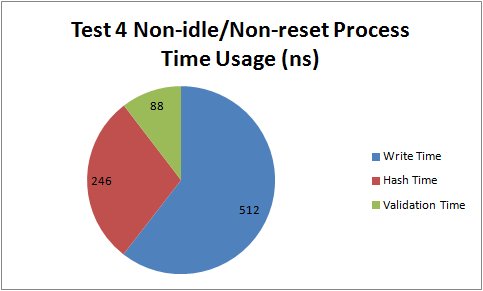 Test 4 Non-idle/Non-reset Process
Time Usage (ns)
88
246
512
Write Time
Hash Time
Validation Time